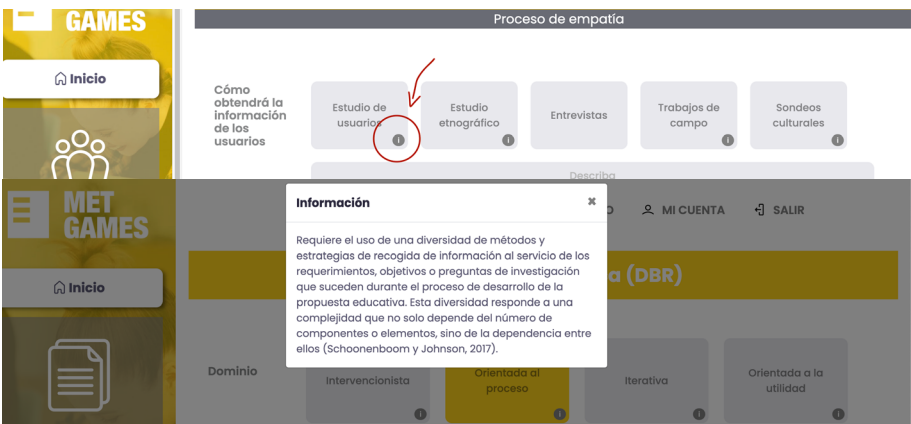 GAMES
Proceso de empatía
Inicio
Cómo
obtendrá la
información
de los
usuarios
Estudio de
usuarios
Estudio
etnográfico
Entrevistas
Trabajos de
campo
Sondeos
culturales
Describa
MET
GAMES
Información
×
O
MI CUENTA
SALIR
Requiere el uso de una diversidad de métodos y
estrategias de recogida de información al servicio de los
requerimientos, objetivos o preguntas de investigación
que suceden durante el proceso de desarrollo de la
propuesta educativa. Esta diversidad responde a una
complejidad que no solo depende del número de
componentes o elementos, sino de la dependencia entre
ellos (Schoonenboom y Johnson, 2017).
a (DBR)
Inicio
Dominio
Intervencionista
Orientada al
proceso
Iterativa
Orientada a la
utilidad